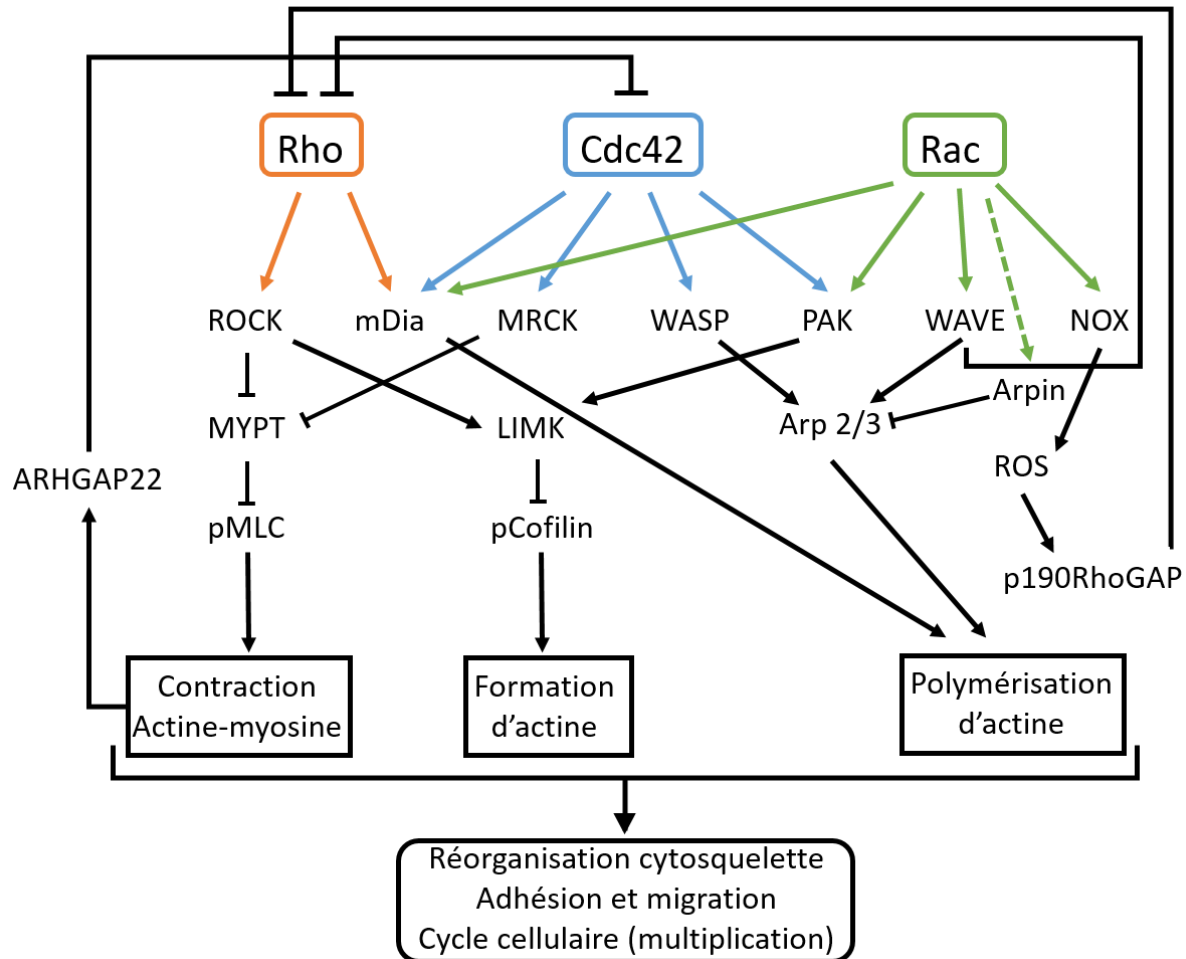 Rho
Cdc42
Rac
ROCK
mDia
MRCK
WASP
PAK
WAVE
NOX
Arpin
MYPT
LIMK
Arp 2/3
ROS
ARHGAP22
pMLC
pCofilin
p190RhoGAP
Contraction
Actine-myosine
Formation
d'actine
Polymérisation
d'actine
Réorganisation cytosquelette
Adhésion et migration
Cycle cellulaire (multiplication)